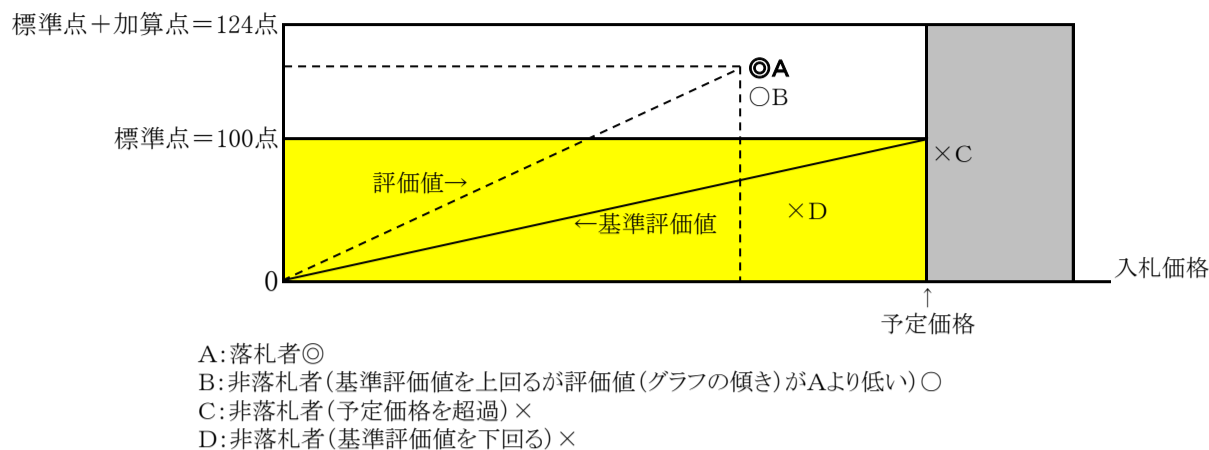 標準点＋加算点＝124点
◎A
○B
標準点＝100点
×C
評価値→
×D
←基準評価値
0
入札価格
↑
予定価格
A：落札者◎
B：非落札者（基準評価値を上回るが評価値（グラフの傾き）がAより低い）○
C：非落札者（予定価格を超過）×
D：非落札者（基準評価値を下回る）×